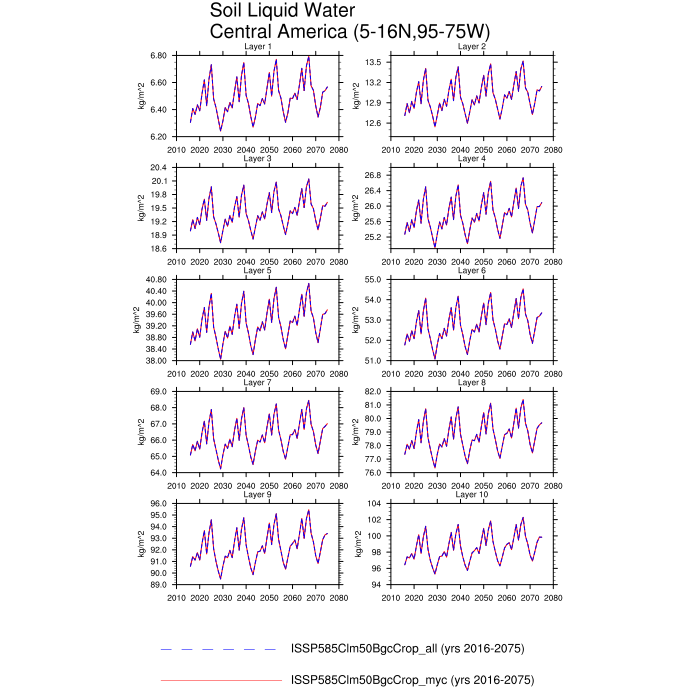 Soil Liquid Water
Central America (5-16N,95-75W)
Layer 1
6.80
6.60
6.40
6.20
kg/m^2
2010 2020 2030 2040 2050 2060 2070 2080
Layer 2
13.5
13.2
12.9
12.6
kg/m^2
2010 2020 2030 2040 2050 2060 2070 2080
Layer 3
20.4
20.1
19.8
19.5
19.2
18.9
18.6
kg/m^2
2010 2020 2030 2040 2050 2060 2070 2080
Layer 4
26.8
26.4
26.0
25.6
25.2
kg/m^2
2010 2020 2030 2040 2050 2060 2070 2080
Layer 5
40.80
40.40
40.00
39.60
39.20
38.80
38.40
38.00
kg/m^2
2010 2020 2030 2040 2050 2060 2070 2080
Layer 6
55.0
54.0
53.0
52.0
51.0
kg/m^2
2010 2020 2030 2040 2050 2060 2070 2080
Layer 7
69.0
68.0
67.0
66.0
65.0
64.0
kg/m^2
2010 2020 2030 2040 2050 2060 2070 2080
Layer 8
82.0
81.0
80.0
79.0
78.0
77.0
76.0
kg/m^2
2010 2020 2030 2040 2050 2060 2070 2080
Layer 9
96.0
95.0
94.0
93.0
92.0
91.0
90.0
89.0
kg/m^2
2010 2020 2030 2040 2050 2060 2070 2080
Layer 10
104
102
100
98
96
94
kg/m^2
2010 2020 2030 2040 2050 2060 2070 2080
ISSP585Clm50BgcCrop_all (yrs 2016-2075)
ISSP585Clm50BgcCrop_myc (yrs 2016-2075)